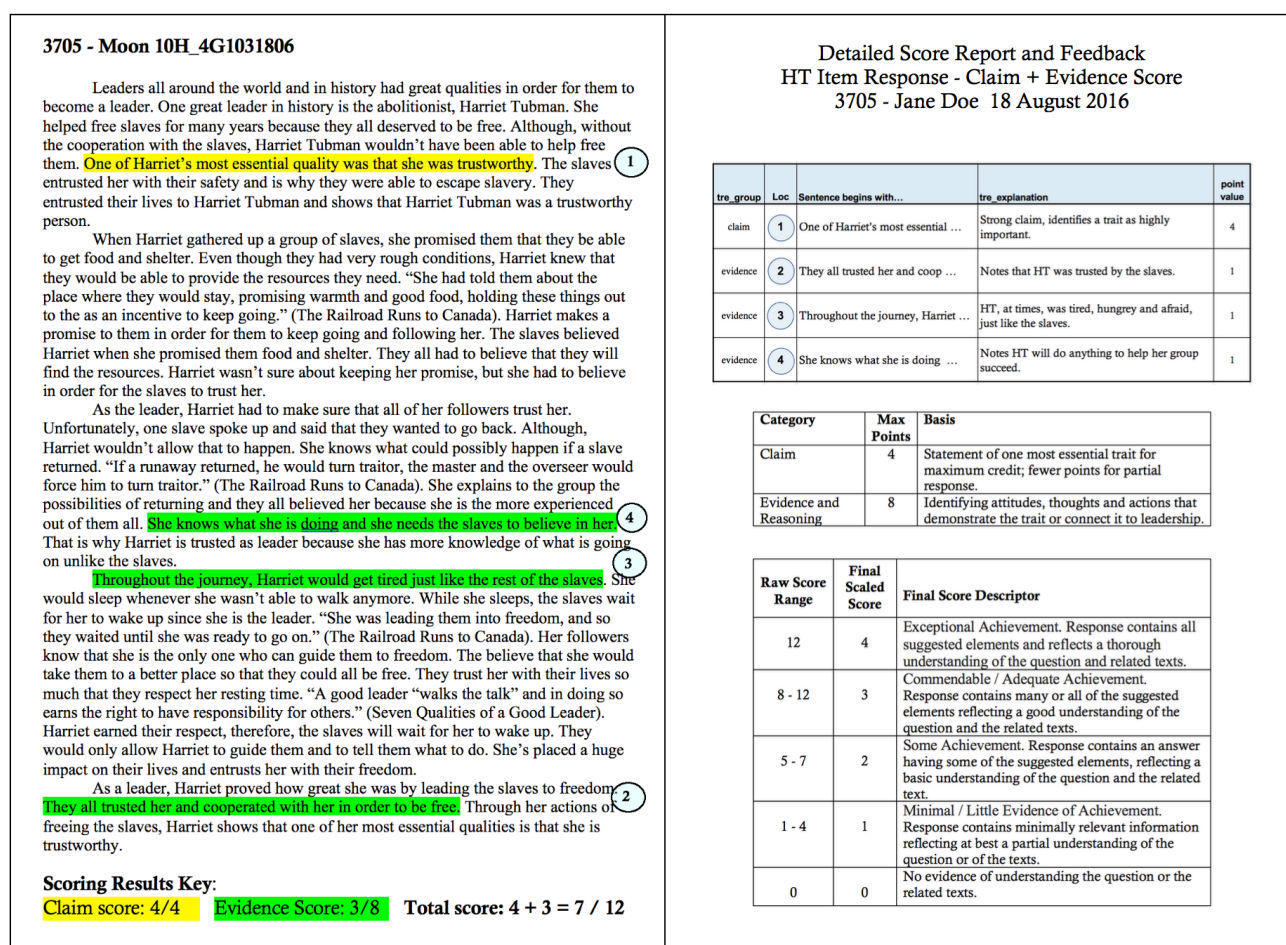 3705 - Moon 10H_4G1031806
Leaders all around the world and in history had great qualities in order for them to
become a leader. One great leader in history is the abolitionist, Harriet Tubman. She
helped free slaves for many years because they all deserved to be free. Although, without
the cooperation with the slaves, Harriet Tubman wouldn't have been able to help free
them. One of Harriet's most essential quality was that she was trustworthy. The slaves
1
entrusted her with their safety and is why they were able to escape slavery. They
entrusted their lives to Harriet Tubman and shows that Harriet Tubman was a trustworthy
person.
When Harriet gathered up a group of slaves, she promised them that they be able
to get food and shelter. Even though they had very rough conditions, Harriet knew that
they would be able to provide the resources they need. "She had told them about the
place where they would stay, promising warmth and good food, holding these things out
to the as an incentive to keep going." (The Railroad Runs to Canada). Harriet makes a
promise to them in order for them to keep going and following her. The slaves believed
Harriet when she promised them food and shelter. They all had to believe that they will
find the resources. Harriet wasn't sure about keeping her promise, but she had to believe
in order for the slaves to trust her.
As the leader, Harriet had to make sure that all of her followers trust her.
Unfortunately, one slave spoke up and said that they wanted to go back. Although,
Harriet wouldn't allow that to happen. She knows what could possibly happen if a slave
returned. "If a runaway returned, he would turn traitor, the master and the overseer would
force him to turn traitor." (The Railroad Runs to Canada). She explains to the group the
possibilities of returning and they all believed her because she is the more experienced
out of them all. She knows what she is doing and she needs the slaves to believe in her.
4
That is why Harriet is trusted as leader because she has more knowledge of what is going
on unlike the slaves.
3
Throughout the journey, Harriet would get tired just like the rest of the slaves. She
would sleep whenever she wasn't able to walk anymore. While she sleeps, the slaves wait
for her to wake up since she is the leader. "She was leading them into freedom, and so
they waited until she was ready to go on." (The Railroad Runs to Canada). Her followers
know that she is the only one who can guide them to freedom. The believe that she would
take them to a better place so that they could all be free. They trust her with their lives so
much that they respect her resting time. "A good leader "walks the talk" and in doing so
earns the right to have responsibility for others." (Seven Qualities of a Good Leader).
Harriet earned their respect, therefore, the slaves will wait for her to wake up. They
would only allow Harriet to guide them and to tell them what to do. She's placed a huge
impact on their lives and entrusts her with their freedom.
As a leader, Harriet proved how great she was by leading the slaves to freedom.
They all trusted her and cooperated with her in order to be free. Through her actions of
2
freeing the slaves, Harriet shows that one of her most essential qualities is that she is
trustworthy.
Scoring Results Key:
Claim score: 4/4 Evidence Score: 3/8 Total score: 4 + 3 = 7 / 12
Detailed Score Report and Feedback
HT Item Response - Claim + Evidence Score
3705 - Jane Doe 18 August 2016
tre_group Loc Sentence begins with... tre_explanation point value
claim 1 One of Harriet's most essential ... Strong claim, identifies a trait as highly important. 4
evidence 2 They all trusted her and coop ... Notes that HT was trusted by the slaves. 1
evidence 3 Throughout the journey, Harriet ... HT, at times, was tired, hungrey and afraid, just like the slaves. 1
evidence 4 She knows what she is doing ... Notes HT will do anything to help her group succeed. 1
Category Max Points Basis
Claim 4 Statement of one most essential trait for
maximum credit; fewer points for partial
response.
Evidence and Reasoning 8 Identifying attitudes, thoughts and actions that
demonstrate the trait or connect it to leadership.
Raw Score Range Final Scaled Score Final Score Descriptor
12 4 Exceptional Achievement. Response contains all
suggested elements and reflects a thorough
understanding of the question and related texts.
8 - 12 3 Commendable / Adequate Achievement.
Response contains many or all of the suggested
elements reflecting a good understanding of the
question and the related texts.
5 - 7 2 Some Achievement. Response contains an answer
having some of the suggested elements, reflecting a
basic understanding of the question and the related
text.
1 - 4 1 Minimal / Little Evidence of Achievement.
Response contains minimally relevant information
reflecting at best a partial understanding of the
question or of the texts.
0 0 No evidence of understanding the question or the
related texts.